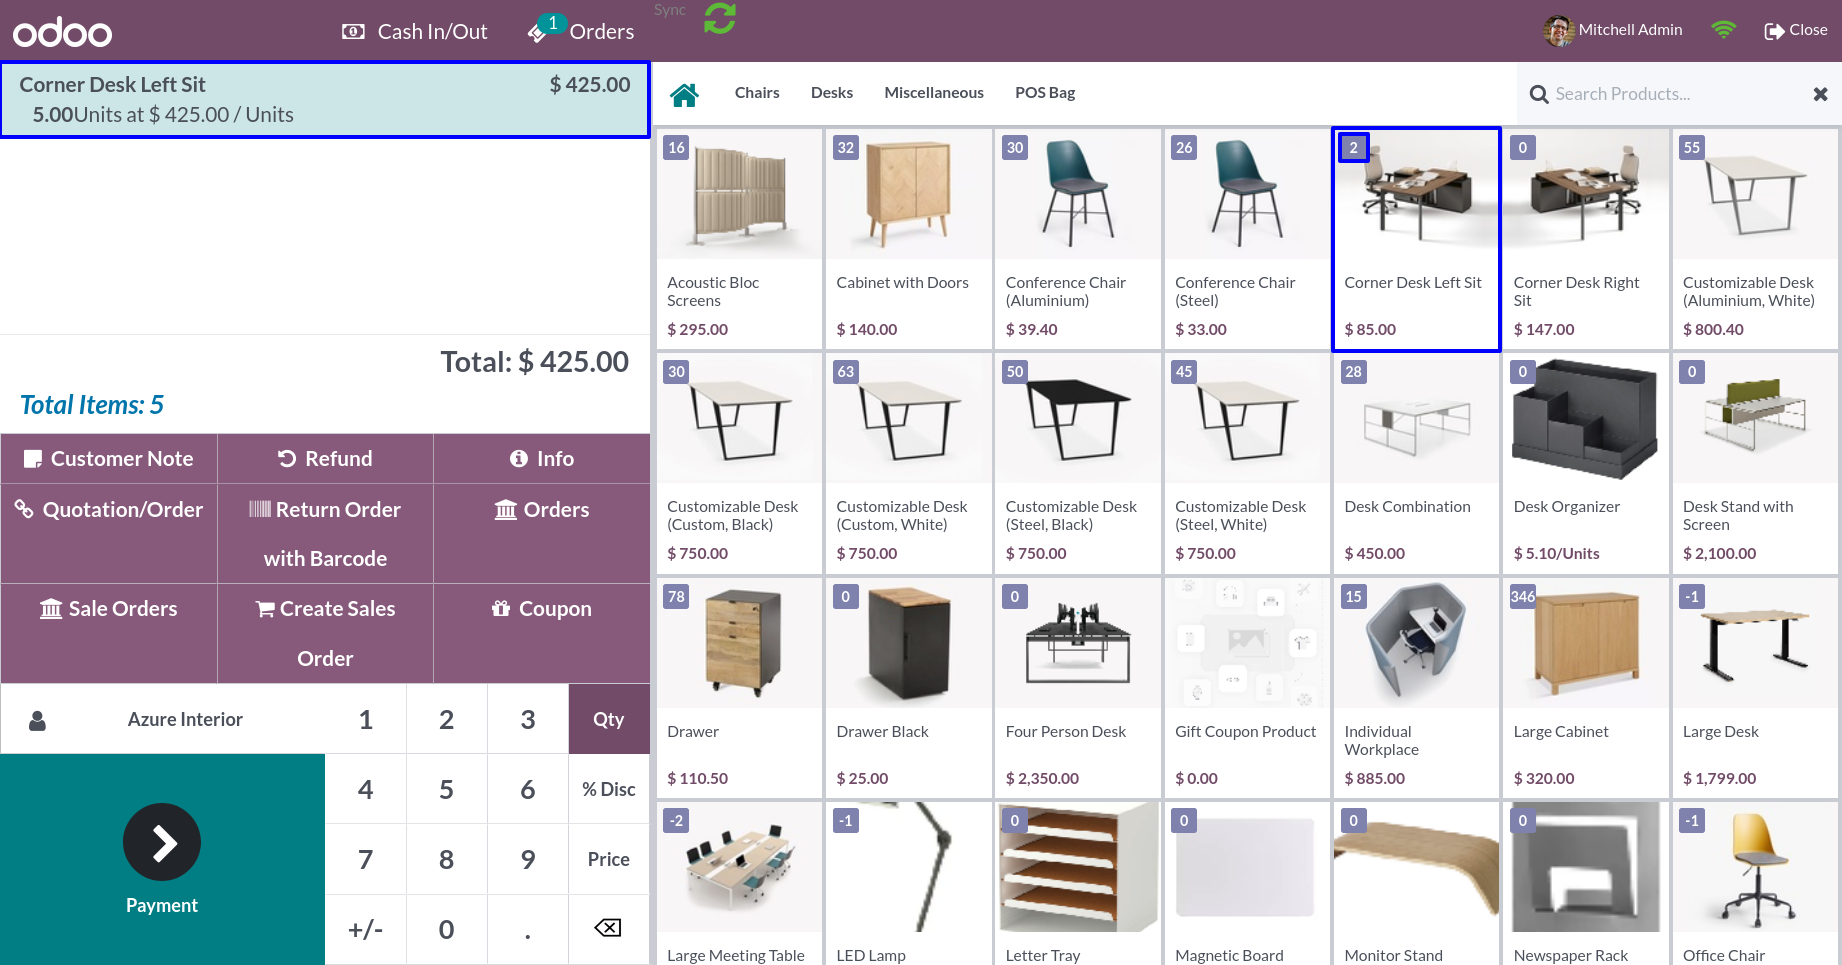 odoo
Cash In/Out
1
Orders
Sync
Mitchell Admin
Close
Corner Desk Left Sit
$ 425.00
5.00Units at $ 425.00 / Units
Total: $ 425.00
Total Items: 5
Customer Note
Refund
Info
Quotation/Order
Return Order
with Barcode
Orders
Sale Orders
Create Sales
Order
Coupon
Azure Interior
1
2
3
Qty
4
5
6
% Disc
7
8
9
Price
+/-
0
.
Payment
Chairs
Desks
Miscellaneous
POS Bag
Search Products...
16
Acoustic Bloc
Screens
$ 295.00
32
Cabinet with Doors
$ 140.00
30
Conference Chair
(Aluminium)
$ 39.40
26
Conference Chair
(Steel)
$ 33.00
2
Corner Desk Left Sit
$ 85.00
0
Corner Desk Right
Sit
$ 147.00
55
Customizable Desk
(Aluminium, White)
$ 800.40
30
Customizable Desk
(Custom, Black)
$ 750.00
63
Customizable Desk
(Custom, White)
$ 750.00
50
Customizable Desk
(Steel, Black)
$ 750.00
45
Customizable Desk
(Steel, White)
$ 750.00
28
Desk Combination
$ 450.00
0
Desk Organizer
$ 5.10/Units
0
Desk Stand with
Screen
$ 2,100.00
78
Drawer
$ 110.50
0
Drawer Black
$ 25.00
0
Four Person Desk
$ 2,350.00
Gift Coupon Product
$ 0.00
15
Individual
Workplace
$ 885.00
346
Large Cabinet
$ 320.00
-1
Large Desk
$ 1,799.00
-2
Large Meeting Table
-1
LED Lamp
0
Letter Tray
0
Magnetic Board
0
Monitor Stand
0
Newspaper Rack
-1
Office Chair